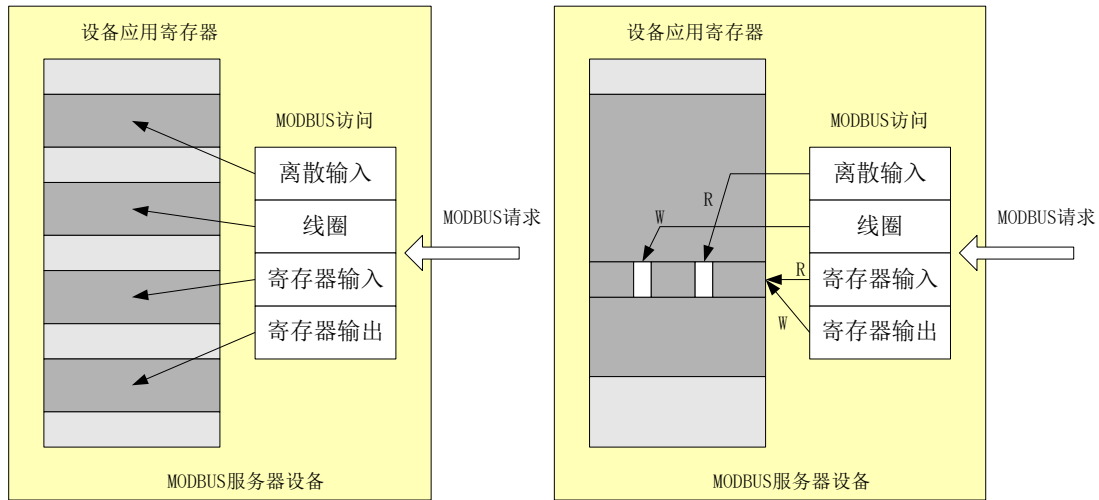 设备应用寄存器
MODBUS访问
离散输入
线圈
寄存器输入
寄存器输出
MODBUS请求
MODBUS服务器设备
设备应用寄存器
MODBUS访问
离散输入
线圈
寄存器输入
寄存器输出
R
W
R
W
MODBUS请求
MODBUS服务器设备